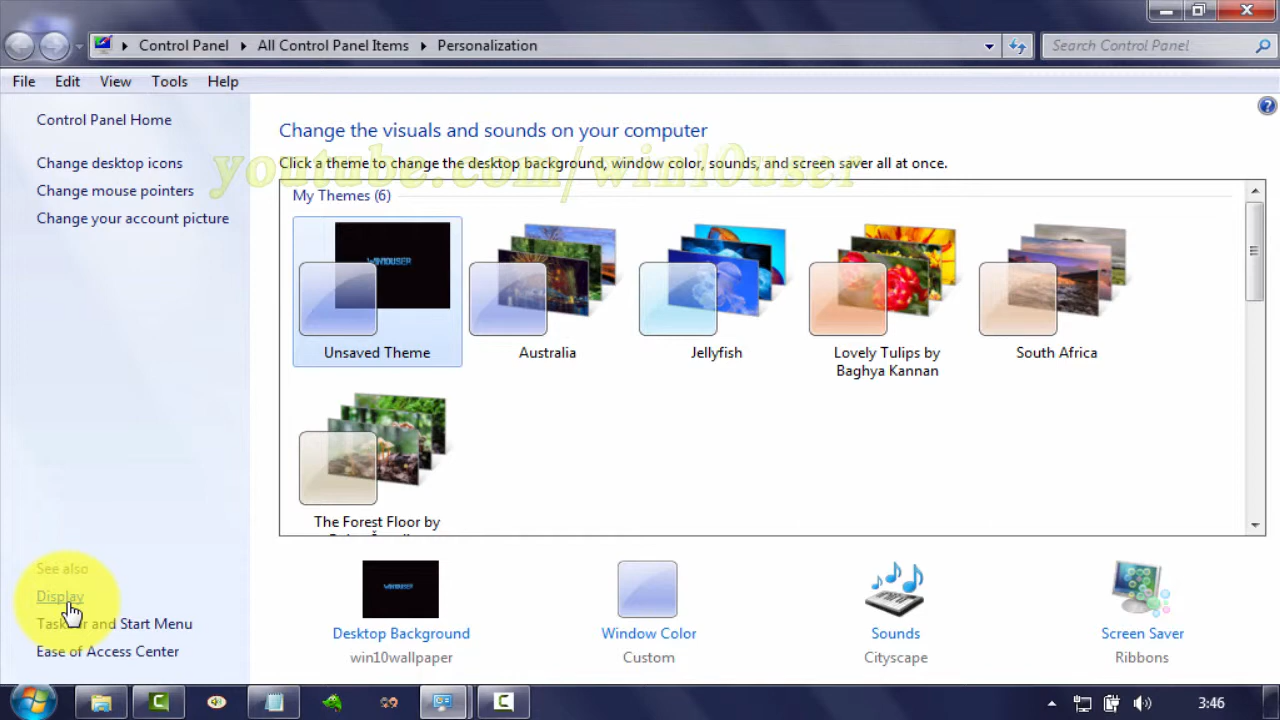 Control Panel
All Control Panel Items
Personalization
Search Control Panel
File Edit View Tools Help
Control Panel Home
Change desktop icons
Change mouse pointers
Change your account picture
See also
Display
Taskbar and Start Menu
Ease of Access Center
Change the visuals and sounds on your computer
Click a theme to change the desktop background, window color, sounds, and screen saver all at once.
youtube.com/win10user
My Themes (6)
WIN10USER
Unsaved Theme
Australia
Jellyfish
Lovely Tulips by
Baghya Kannan
South Africa
The Forest Floor by
WIN10USER
Desktop Background
win10wallpaper
Window Color
Custom
Sounds
Cityscape
Screen Saver
Ribbons
3:46